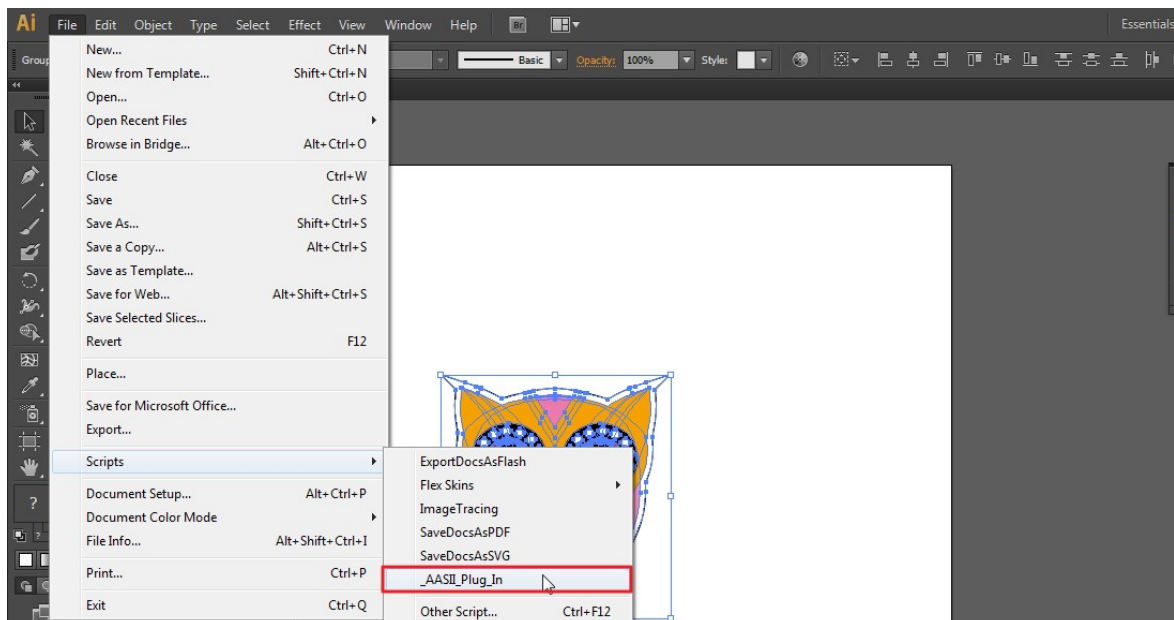 Ai File Edit Object Type Select Effect View Window Help Br Essentials
Group Basic Opacity: 100% Style:
New... Ctrl+N
New from Template... Shift+Ctrl+N
Open... Ctrl+O
Open Recent Files
Browse in Bridge... Alt+Ctrl+O
Close Ctrl+W
Save Ctrl+S
Save As... Shift+Ctrl+S
Save a Copy... Alt+Ctrl+S
Save as Template...
Save for Web... Alt+Shift+Ctrl+S
Save Selected Slices...
Revert F12
Place...
Save for Microsoft Office...
Export...
Scripts
Document Setup... Alt+Ctrl+P
Document Color Mode
File Info... Alt+Shift+Ctrl+I
Print... Ctrl+P
Exit Ctrl+Q
ExportDocsAsFlash
Flex Skins
ImageTracing
SaveDocsAsPDF
SaveDocsAsSVG
_AASII_Plug_In
Other Script... Ctrl+F12